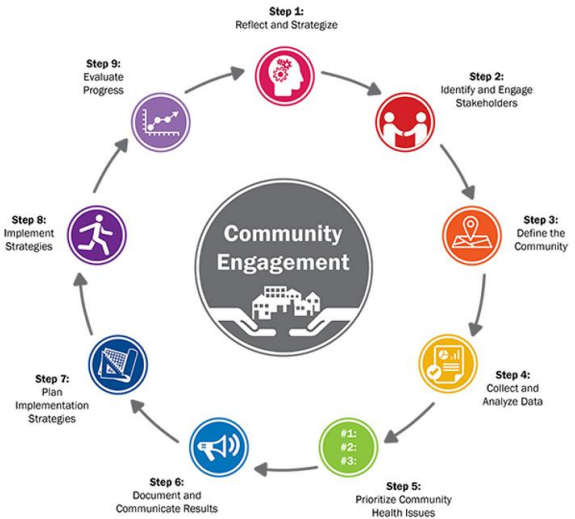 Step 1:
Reflect and Strategize
Step 2:
Identify and Engage
Stakeholders
Step 3:
Define the
Community
Step 4:
Collect and
Analyze Data
#1:
#2:
#3:
Step 5:
Prioritize Community
Health Issues
Step 6:
Document and
Communicate Results
Step 7:
Plan
Implementation
Strategies
Step 8:
Implement
Strategies
Step 9:
Evaluate
Progress
Community
Engagement